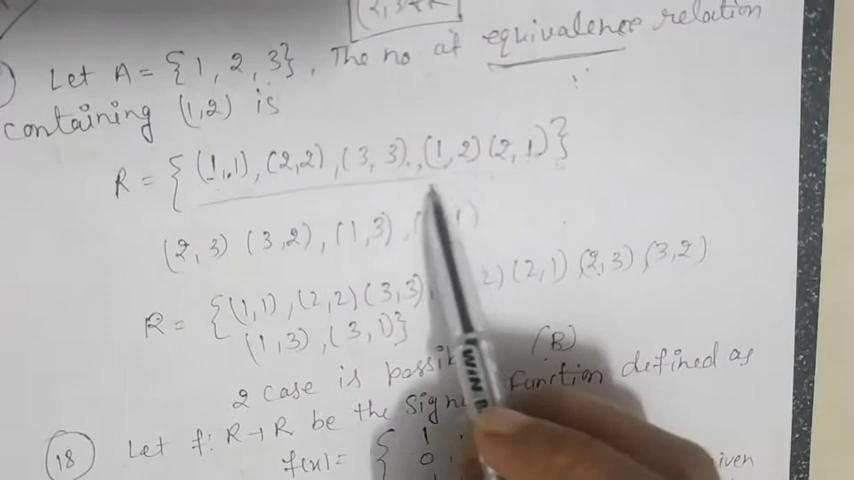 Let A = {1, 2, 3}, The no of equivalence relation
containing (1,2) is
R = { (1,1), (2,2), (3,3), (1,2) (2,1) }
(2,3) (3,2), (1,3), 1)
R = {(1,1), (2,2) (3,3), 2) (2,1) (2,3) (3,2)
(1,3), (3,1)}
2 case is (B)
18 Let f: R→R be the function defined as
f(x) = { 1
0
TWIN